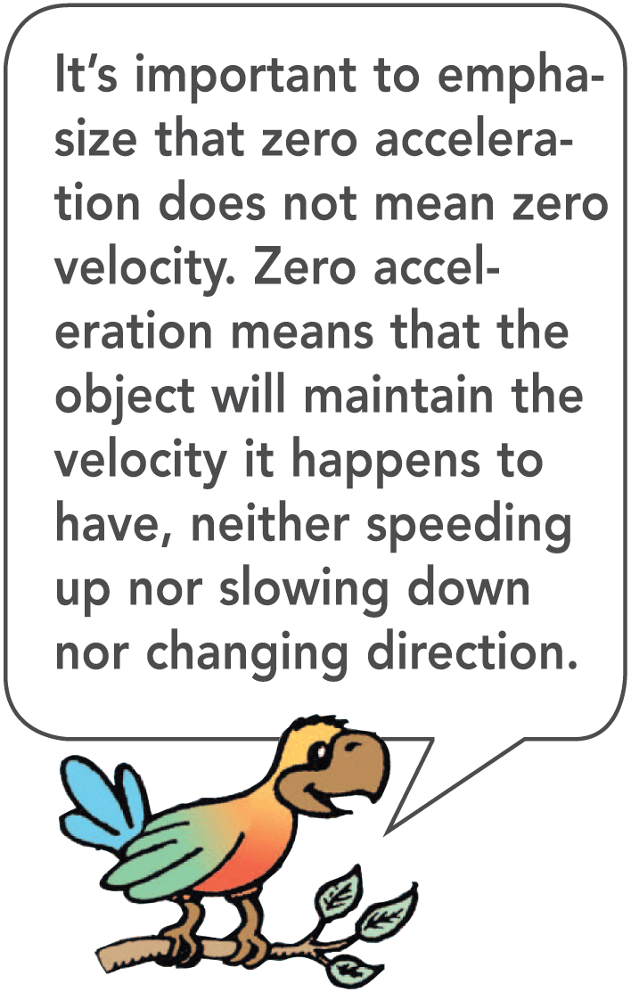 It’s important to empha-
size that zero accelera-
tion does not mean zero
velocity. Zero accel-
eration means that the
object will maintain the
velocity it happens to
have, neither speeding
up nor slowing down
nor changing direction.